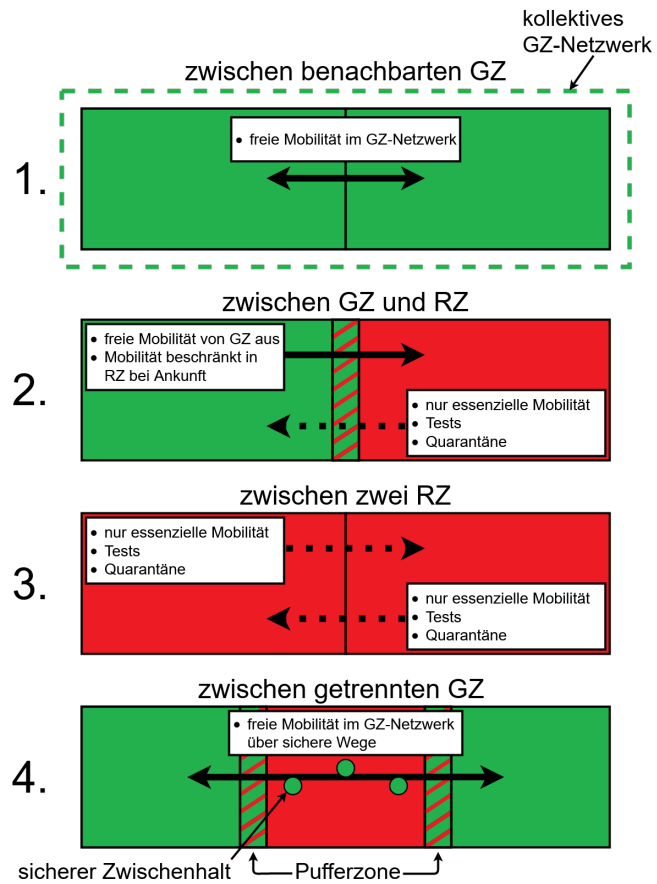 kollektives
GZ-Netzwerk
zwischen benachbarten GZ
1.
• freie Mobilität im GZ-Netzwerk
zwischen GZ und RZ
2.
• freie Mobilität von GZ aus
• Mobilität beschränkt in
RZ bei Ankunft
• nur essenzielle Mobilität
• Tests
• Quarantäne
zwischen zwei RZ
3.
• nur essenzielle Mobilität
• Tests
• Quarantäne
• nur essenzielle Mobilität
• Tests
• Quarantäne
zwischen getrennten GZ
4.
• freie Mobilität im GZ-Netzwerk
über sichere Wege
sicherer Zwischenhalt
Pufferzone